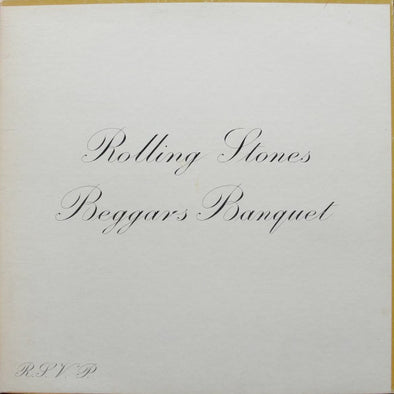 Rolling Stones
Beggars Banquet
R.S.V.P.